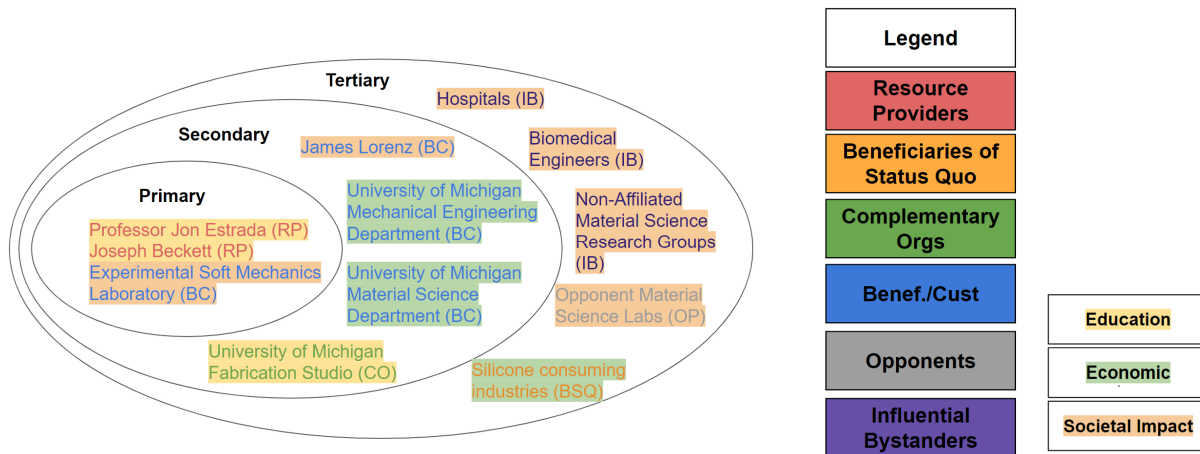 Tertiary
Hospitals (IB)
Secondary
James Lorenz (BC)
Biomedical
Engineers (IB)
Primary
University of Michigan
Mechanical Engineering
Department (BC)
Non-Affiliated
Material Science
Research Groups
(IB)
Professor Jon Estrada (RP)
Joseph Beckett (RP)
Experimental Soft Mechanics
Laboratory (BC)
University of Michigan
Material Science
Department (BC)
Opponent Material
Science Labs (OP)
University of Michigan
Fabrication Studio (CO)
Silicone consuming
industries (BSQ)
Legend
Resource
Providers
Beneficiaries of
Status Quo
Complementary
Orgs
Benef./Cust
Opponents
Influential
Bystanders
Education
Economic
Societal Impact